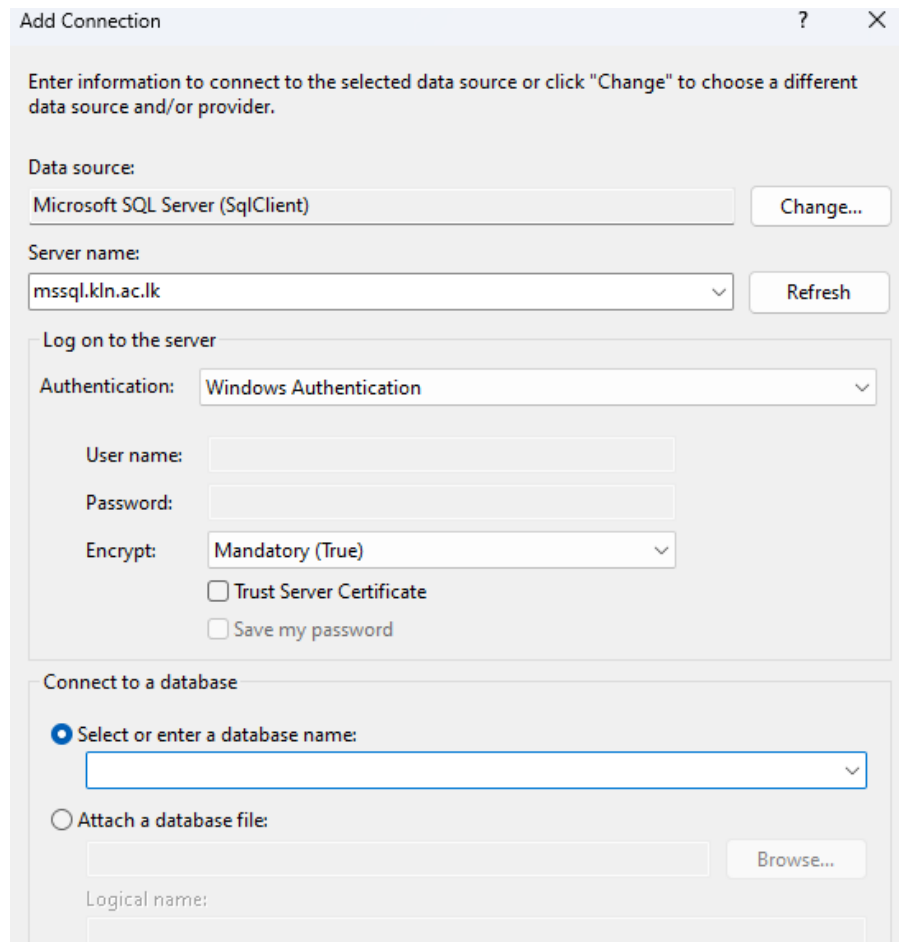 Add Connection
?
Enter information to connect to the selected data source or click "Change" to choose a different
data source and/or provider.
Data source:
Microsoft SQL Server (SqlClient)
Change...
Server name:
mssql.kln.ac.lk
Refresh
Log on to the server
Authentication:
Windows Authentication
User name:
Password:
Encrypt:
Mandatory (True)
Trust Server Certificate
Save my password
Connect to a database
Select or enter a database name:
Attach a database file:
Browse...
Logical name: